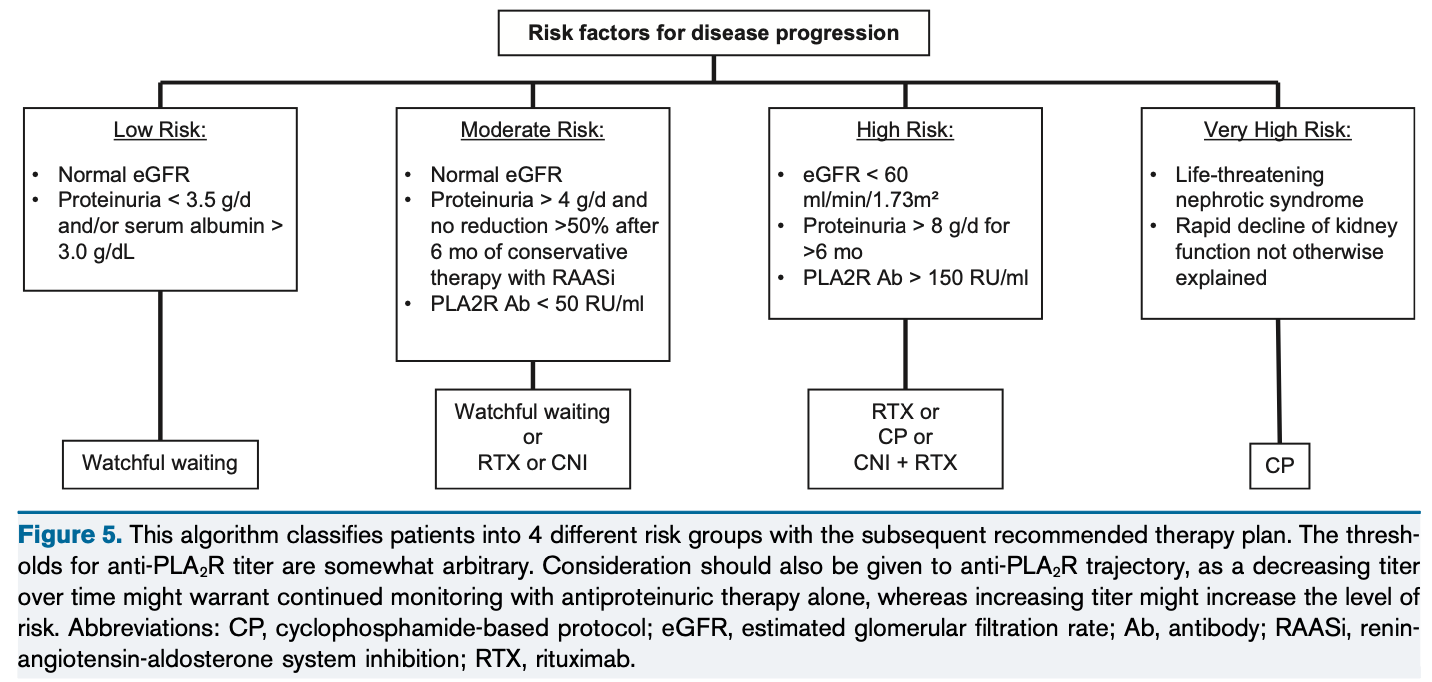 Risk factors for disease progression
Low Risk:
• Normal eGFR
• Proteinuria < 3.5 g/d
and/or serum albumin >
3.0 g/dL
Watchful waiting
Moderate Risk:
• Normal eGFR
• Proteinuria > 4 g/d and
no reduction >50% after
6 mo of conservative
therapy with RAASi
• PLA2R Ab < 50 RU/ml
Watchful waiting
or
RTX or CNI
High Risk:
• eGFR < 60
ml/min/1.73m²
• Proteinuria > 8 g/d for
>6 mo
• PLA2R Ab > 150 RU/ml
RTX or
CP or
CNI + RTX
Very High Risk:
• Life-threatening
nephrotic syndrome
• Rapid decline of kidney
function not otherwise
explained
CP
Figure 5. This algorithm classifies patients into 4 different risk groups with the subsequent recommended therapy plan. The thresh-
olds for anti-PLA₂R titer are somewhat arbitrary. Consideration should also be given to anti-PLA₂R trajectory, as a decreasing titer
over time might warrant continued monitoring with antiproteinuric therapy alone, whereas increasing titer might increase the level of
risk. Abbreviations: CP, cyclophosphamide-based protocol; eGFR, estimated glomerular filtration rate; Ab, antibody; RAASi, renin-
angiotensin-aldosterone system inhibition; RTX, rituximab.